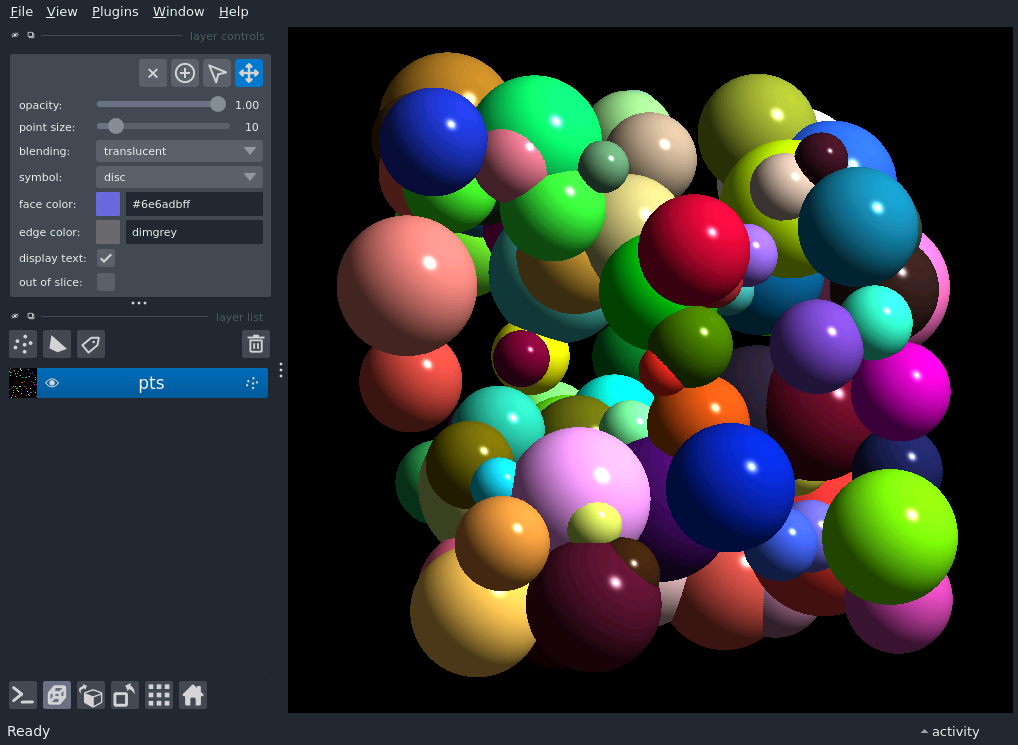 File View Plugins Window Help
layer controls
opacity: 1.00
point size: 10
blending: translucent
symbol: disc
face color: #6e6adbff
edge color: dimgrey
display text:
out of slice:
layer list
pts
Ready
activity